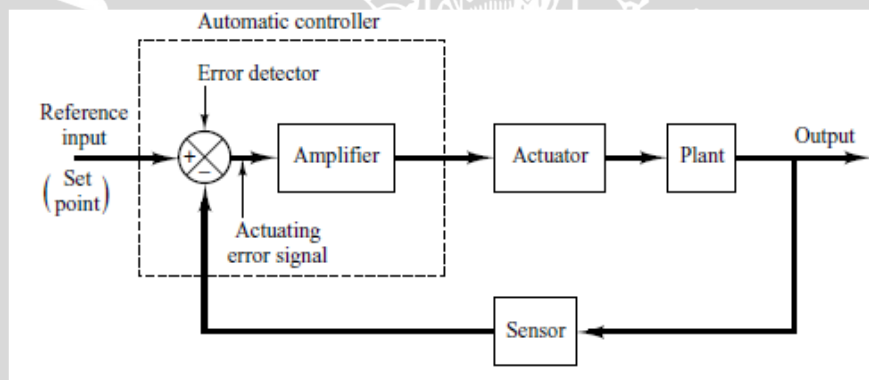 Automatic controller
Error detector
Reference
input
(Set
point)
+
−
Amplifier
Actuator
Plant
Output
Actuating
error signal
Sensor